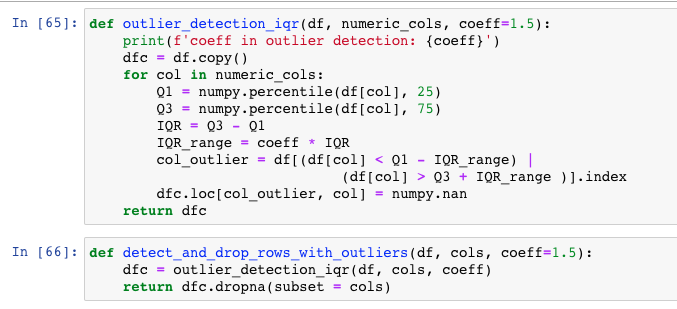 In [65]: def outlier_detection_iqr(df, numeric_cols, coeff=1.5):
    print(f'coeff in outlier detection: {coeff}')
    dfc = df.copy()
    for col in numeric_cols:
        Q1 = numpy.percentile(df[col], 25)
        Q3 = numpy.percentile(df[col], 75)
        IQR = Q3 - Q1
        IQR_range = coeff * IQR
        col_outlier = df[(df[col] < Q1 - IQR_range) |
                              (df[col] > Q3 + IQR_range )].index
        dfc.loc[col_outlier, col] = numpy.nan
    return dfc
In [66]: def detect_and_drop_rows_with_outliers(df, cols, coeff=1.5):
    dfc = outlier_detection_iqr(df, cols, coeff)
    return dfc.dropna(subset = cols)